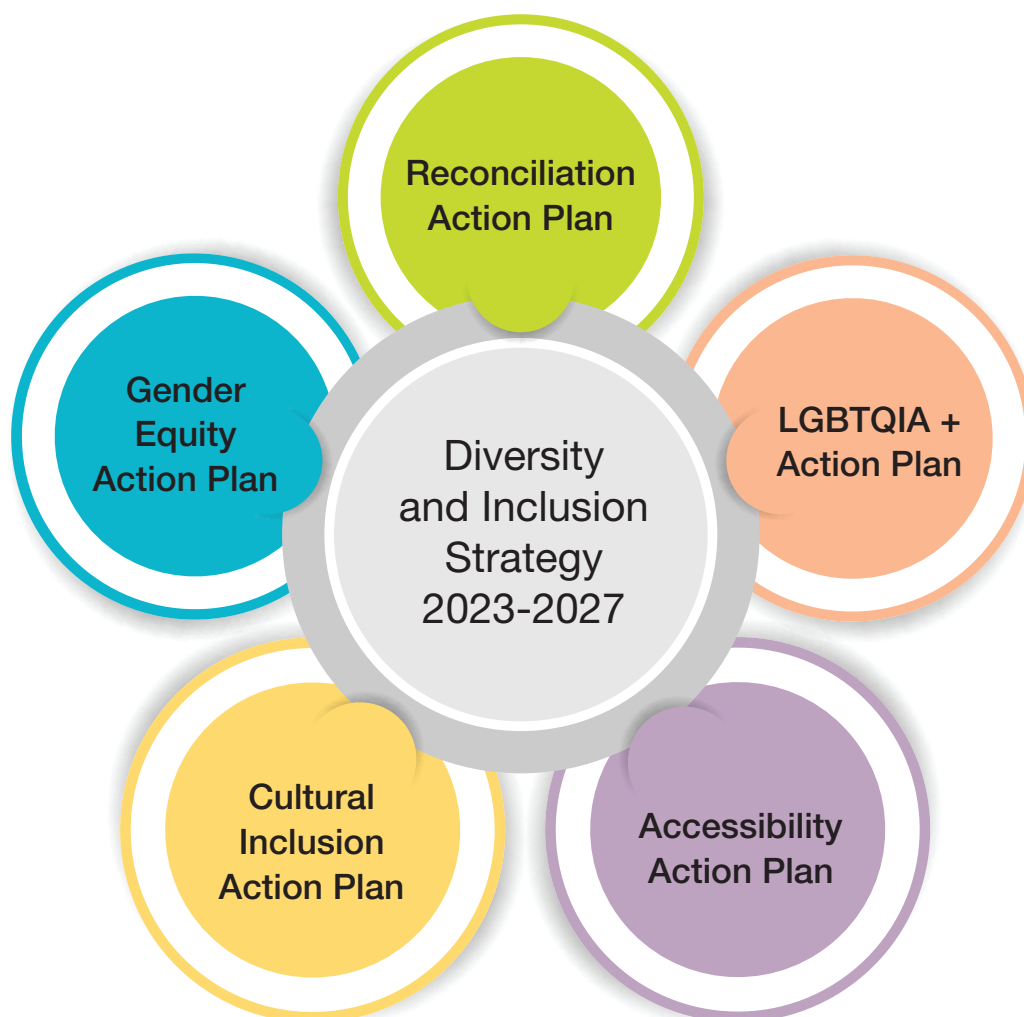 Reconciliation
Action Plan
Gender
Equity
Action Plan
LGBTQIA +
Action Plan
Diversity
and Inclusion
Strategy
2023-2027
Cultural
Inclusion
Action Plan
Accessibility
Action Plan